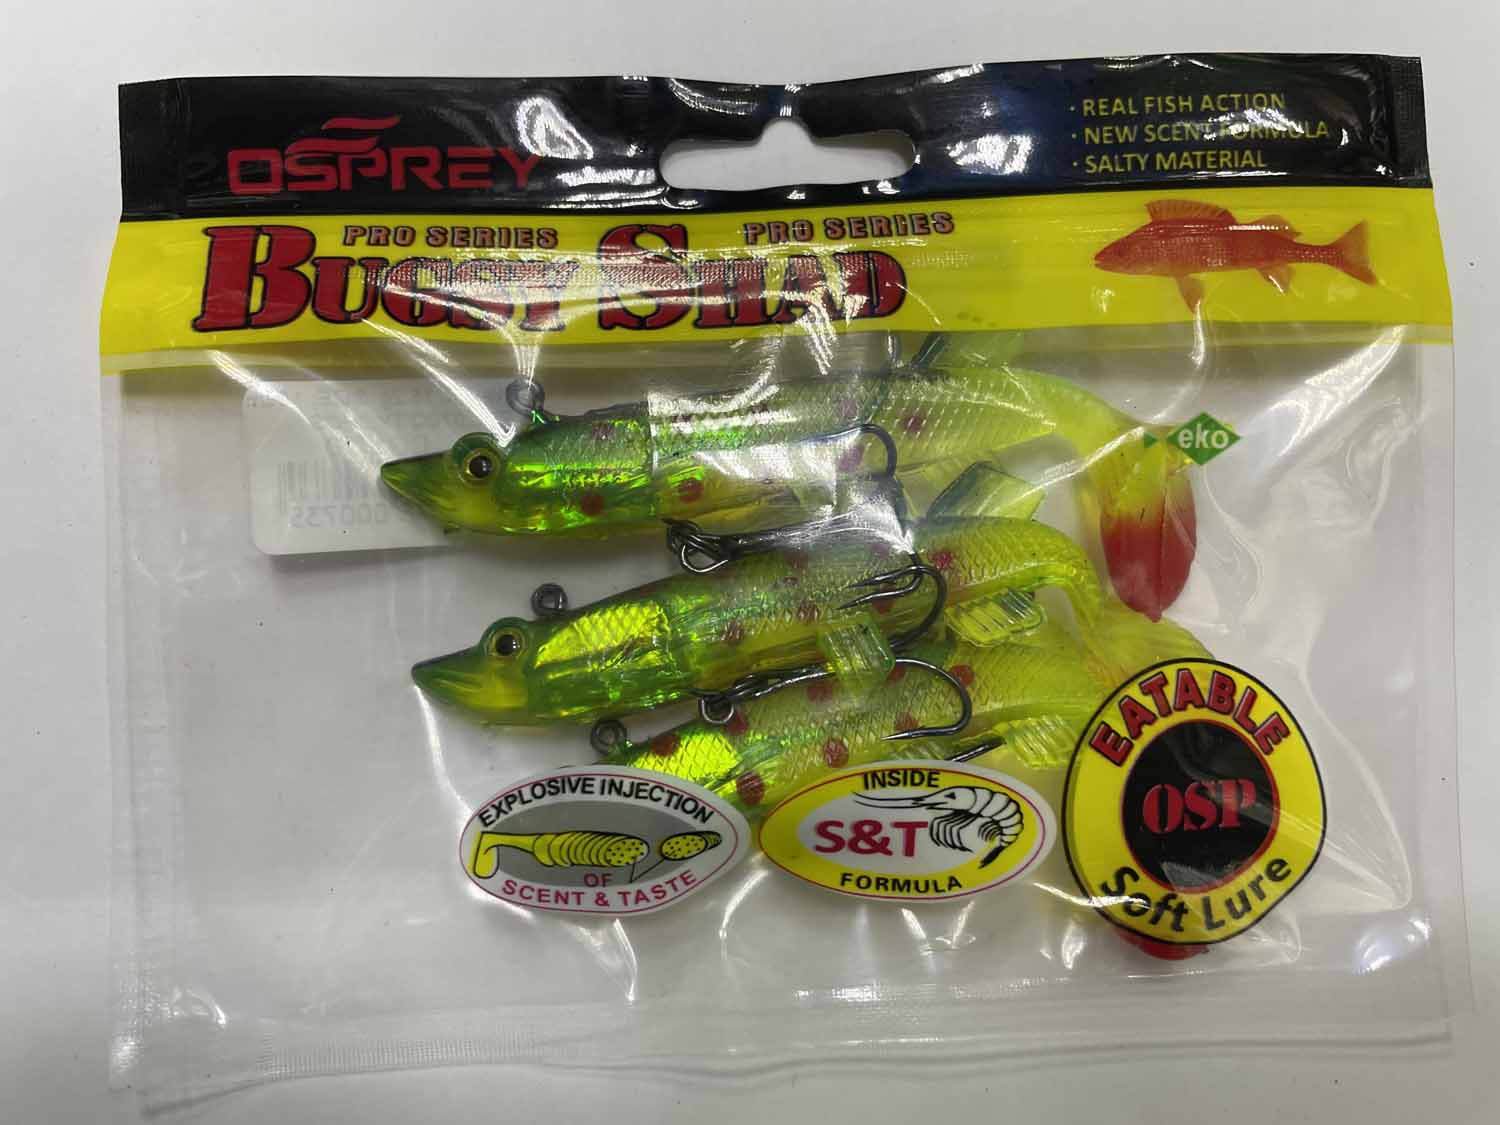 OSPREY
· REAL FISH ACTION
· NEW SCENT FORMULA
· SALTY MATERIAL
PRO SERIES
PRO SERIES
BUGSY SHAD
eko
EXPLOSIVE INJECTION
OF
SCENT & TASTE
INSIDE
S&T
FORMULA
EATABLE
OSP
Soft Lure